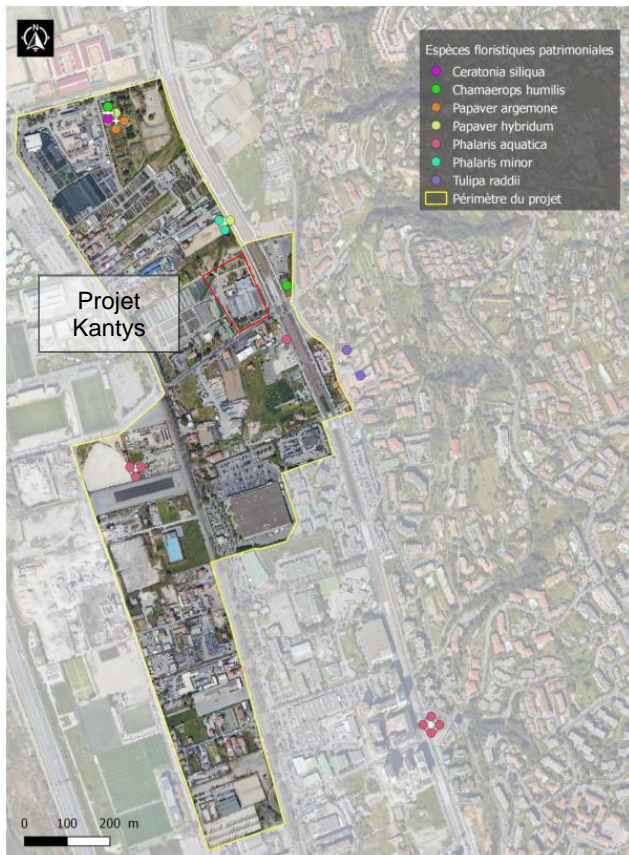 N
Espèces floristiques patrimoniales
Ceratonia siliqua
Chamaerops humilis
Papaver argemone
Papaver hybridum
Phalaris aquatica
Phalaris minor
Tulipa raddii
Périmètre du projet
Projet
Kantys
0 100 200 m